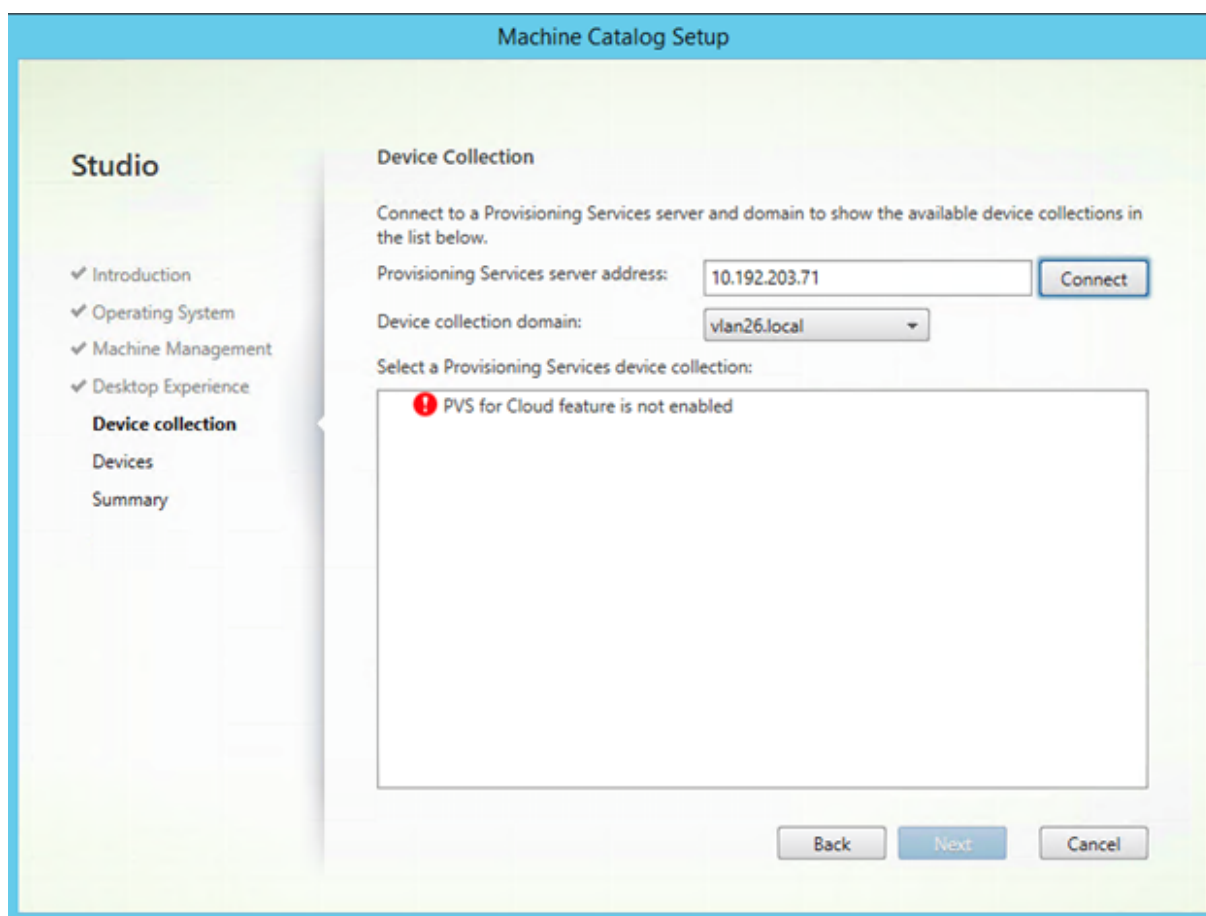 Machine Catalog Setup
Studio
✔ Introduction
✔ Operating System
✔ Machine Management
✔ Desktop Experience
Device collection
Devices
Summary
Device Collection
Connect to a Provisioning Services server and domain to show the available device collections in
the list below.
Provisioning Services server address: 10.192.203.71 Connect
Device collection domain: vlan26.local
Select a Provisioning Services device collection:
PVS for Cloud feature is not enabled
Back Next Cancel